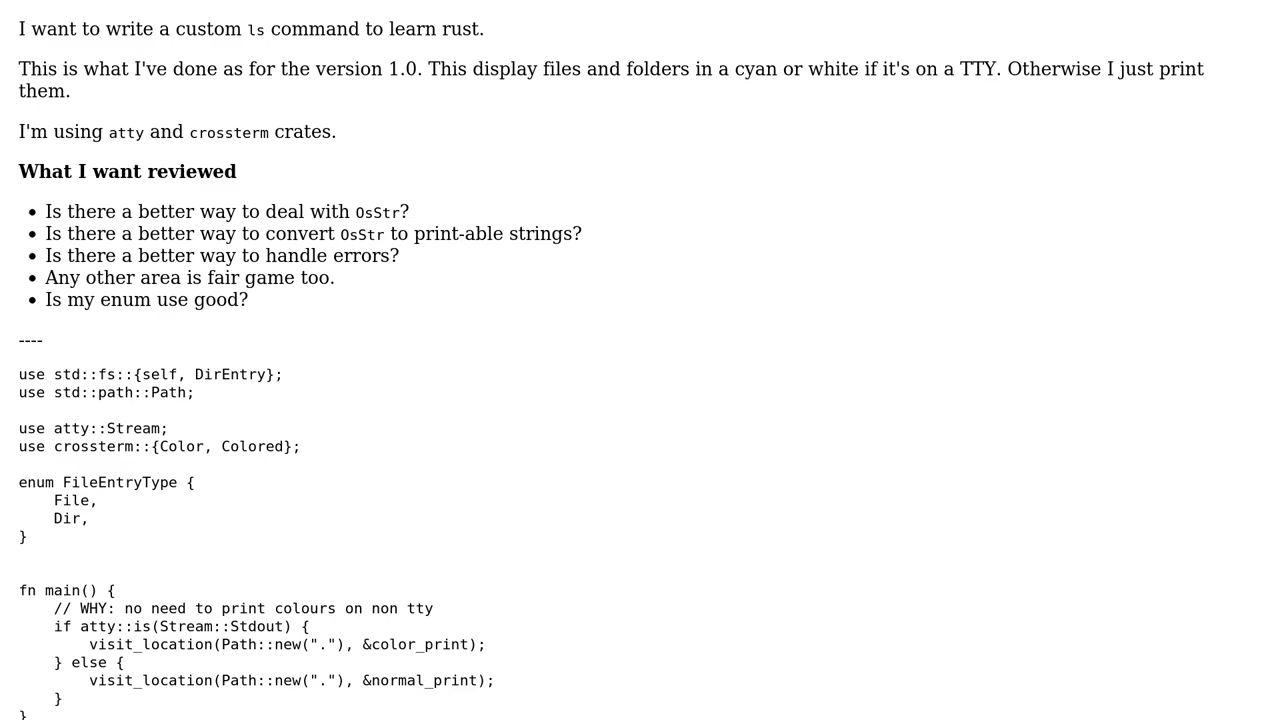 I want to write a custom ls command to learn rust.
This is what I've done as for the version 1.0. This display files and folders in a cyan or white if it's on a TTY. Otherwise I just print
them.
I'm using atty and crossterm crates.
What I want reviewed
• Is there a better way to deal with OsStr?
• Is there a better way to convert OsStr to print-able strings?
• Is there a better way to handle errors?
• Any other area is fair game too.
• Is my enum use good?
----
use std::fs::{self, DirEntry};
use std::path::Path;
use atty::Stream;
use crossterm::{Color, Colored};
enum FileEntryType {
    File,
    Dir,
}
fn main() {
    // WHY: no need to print colours on non tty
    if atty::is(Stream::Stdout) {
        visit_location(Path::new("."), &color_print);
    } else {
        visit_location(Path::new("."), &normal_print);
    }
}